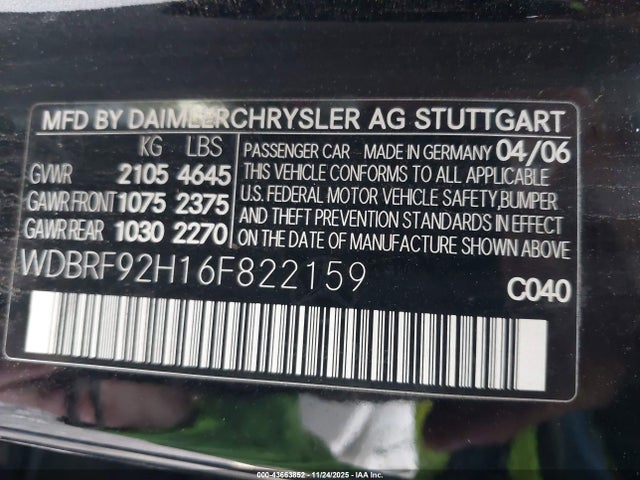 MFD BY DAIMLERCHRYSLER AG STUTTGART
KG LBS
GVWR 2105 4645
GAWR FRONT 1075 2375
GAWR REAR 1030 2270
PASSENGER CAR MADE IN GERMANY 04/06
THIS VEHICLE CONFORMS TO ALL APPLICABLE
U.S. FEDERAL MOTOR VEHICLE SAFETY,BUMPER
AND THEFT PREVENTION STANDARDS IN EFFECT
ON THE DATE OF MANUFACTURE SHOWN ABOVE.
WDBRF92H16F822159
C040
000-43663852 - 11/24/2025 - IAA, Inc.